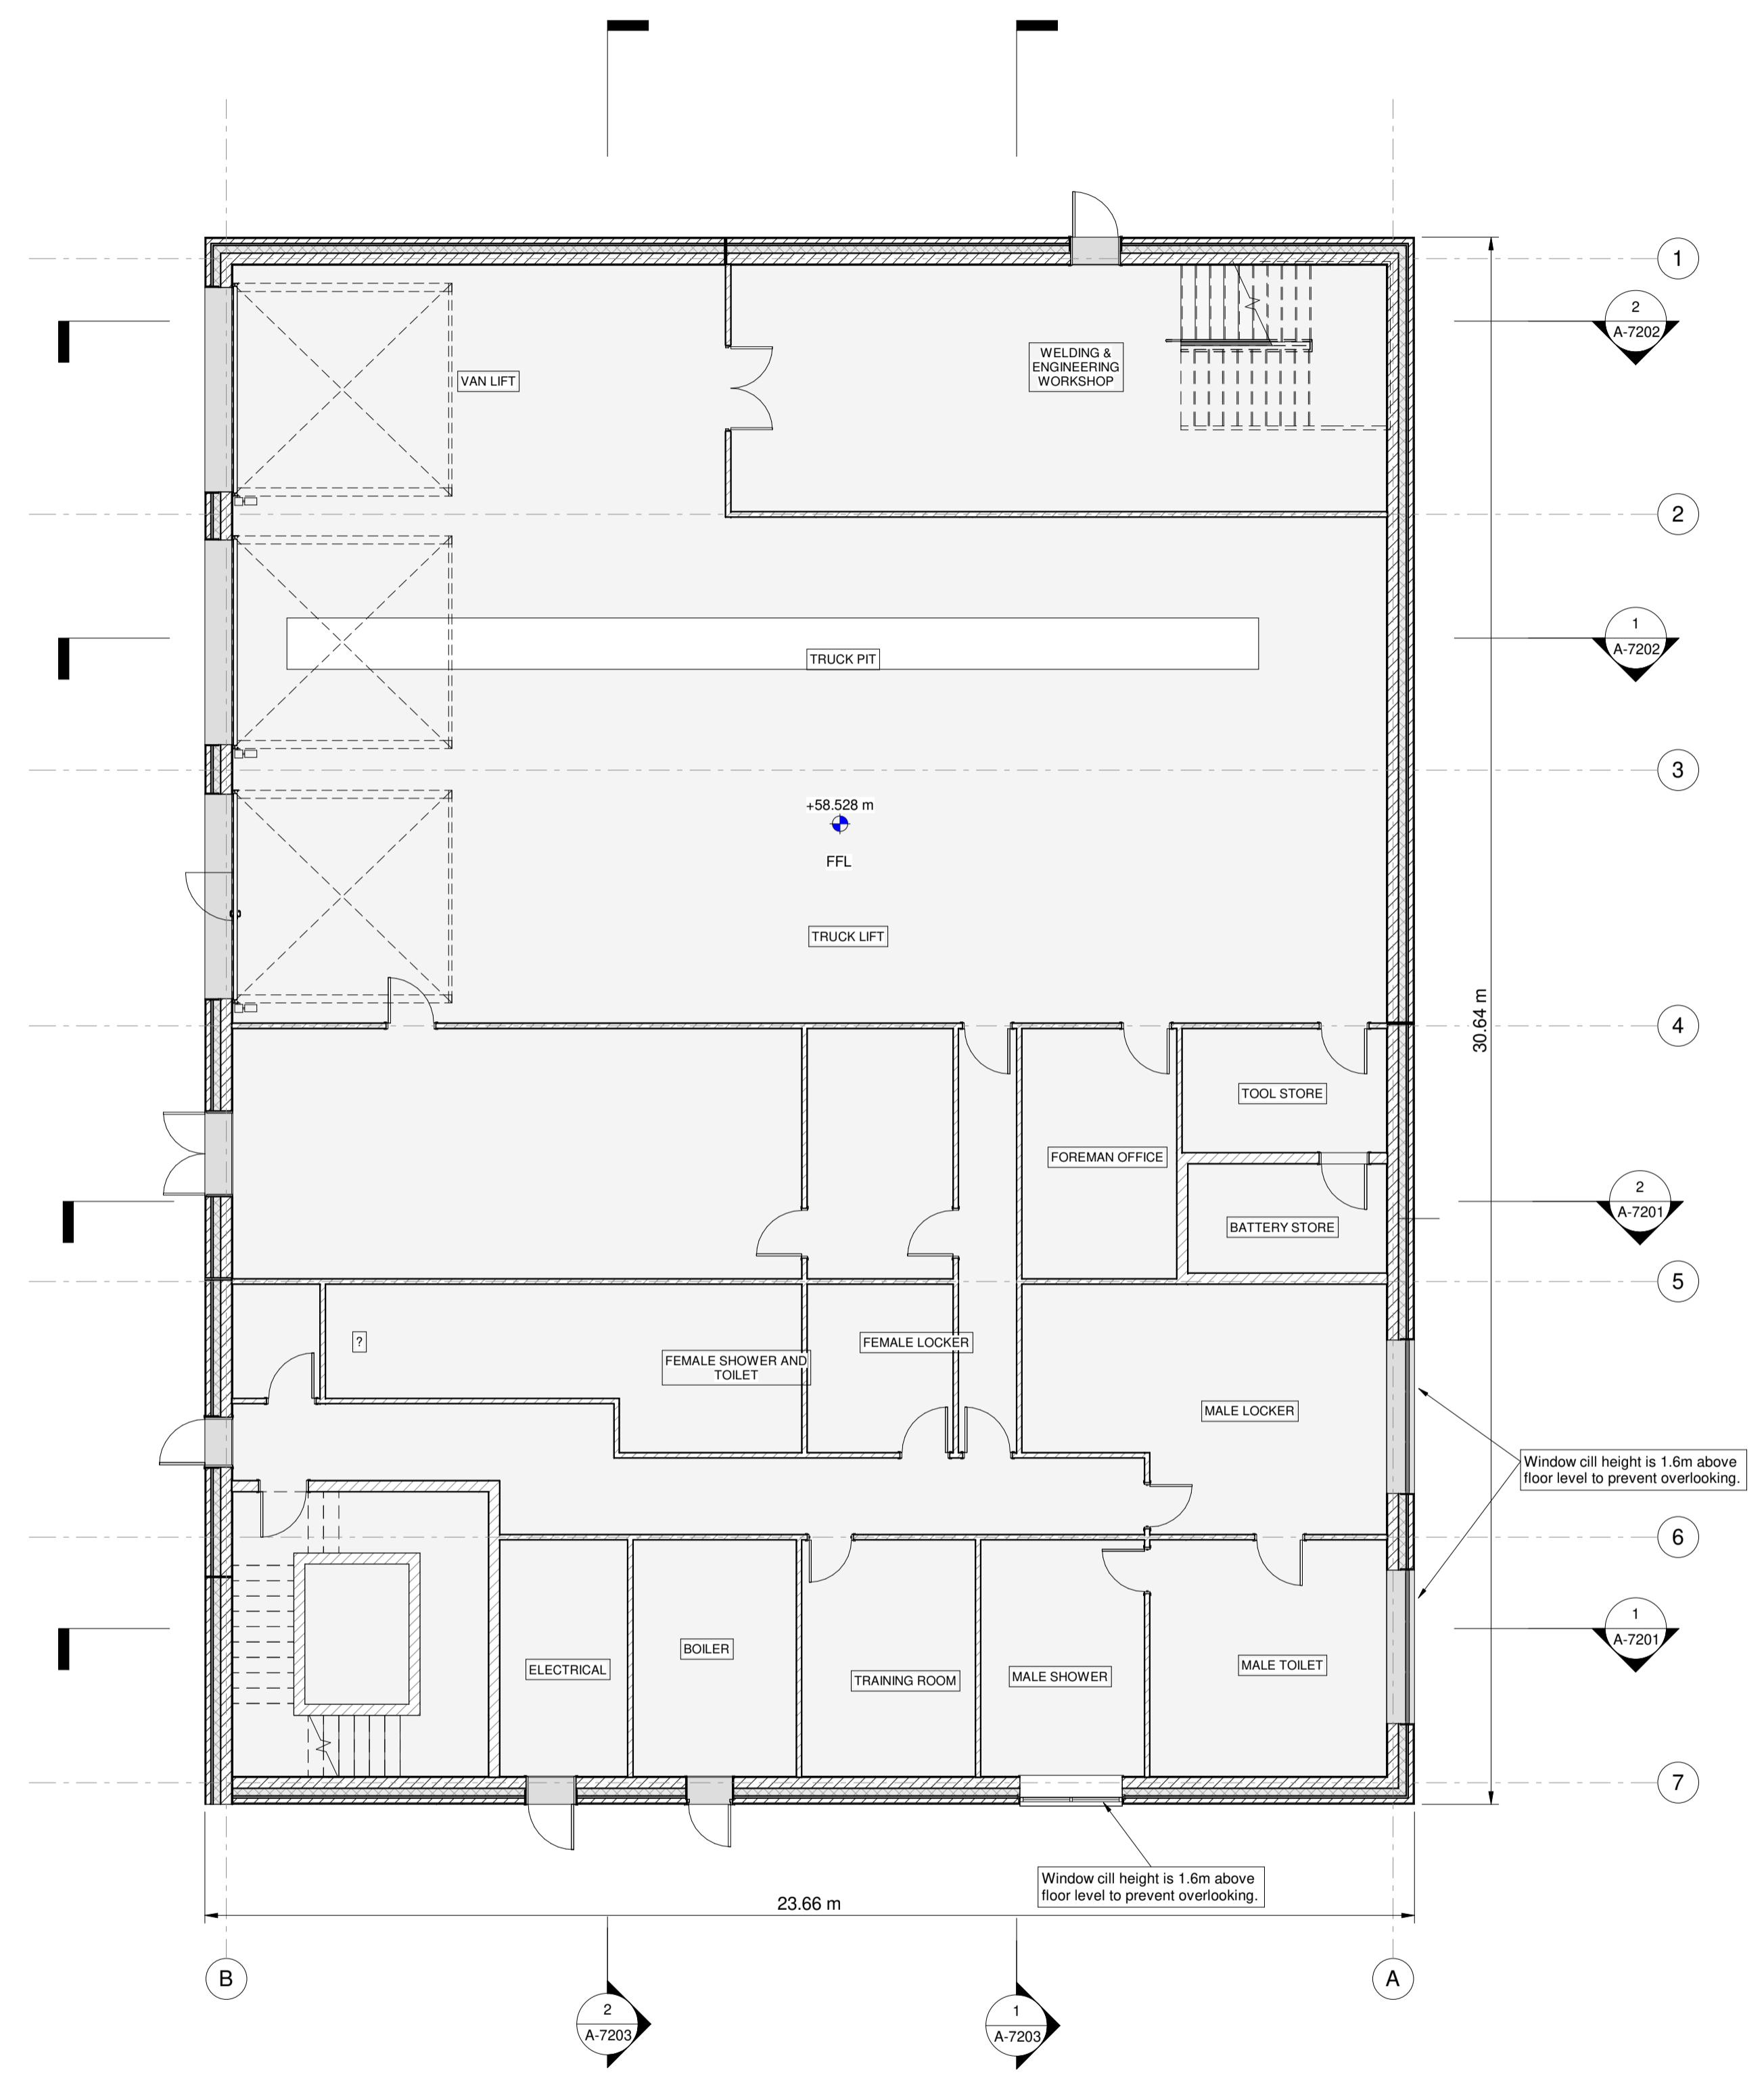 1
2
A-7202
WELDING &
ENGINEERING
WORKSHOP
VAN LIFT
2
1
A-7202
TRUCK PIT
3
+58.528 m
FFL
TRUCK LIFT
30.64 m
4
TOOL STORE
FOREMAN OFFICE
2
A-7201
BATTERY STORE
5
?
FEMALE LOCKER
FEMALE SHOWER AND
TOILET
MALE LOCKER
Window cill height is 1.6m above
floor level to prevent overlooking.
6
1
A-7201
BOILER
ELECTRICAL
TRAINING ROOM
MALE SHOWER
MALE TOILET
7
Window cill height is 1.6m above
floor level to prevent overlooking.
23.66 m
B
A
2
A-7203
1
A-7203